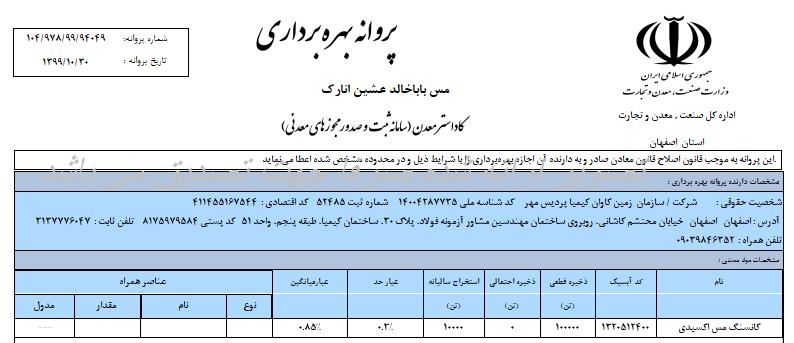 پروانه بهره برداری
شماره پروانه: ۱۰۴/۹۷۸/۹۹/۹۴۰۴۹
تاریخ پروانه : ۱۳۹۹/۱۰/۳۰
جمهوری اسلامی ایران
وزارت صنعت، معدن و تجارت
اداره کل صنعت ، معدن و تجارت
استان اصفهان
مس باباخالد عشین انارک
کاداستر معدن (سامانه ثبت و صدور مجوزهای معدنی)
این پروانه به موجب قانون اصلاح قانون معادن صادر و به دارنده آن اجازه بهره‌برداری را با شرایط ذیل و در محدوده مشخص شده اعطا می‌نماید.
مشخصات دارنده پروانه بهره برداری :
شخصیت حقوقی : شرکت / سازمان زمین کاوان کیمیا پردیس مهر کد شناسه ملی ۱۴۰۰۴۲۸۷۷۳۵ شماره ثبت ۵۲۴۸۵ کد اقتصادی : ۴۱۱۴۵۵۱۶۷۵۴۴
آدرس : اصفهان اصفهان خیابان محتشم کاشانی، روبروی ساختمان مهندسین مشاور آزمونه فولاد، پلاک ۳۰، ساختمان کیمیا، طبقه پنجم، واحد ۵۱ کد پستی ۸۱۷۵۹۷۹۵۸۴ تلفن ثابت : ۳۱۳۷۷۷۶۰۴۷
تلفن همراه : ۰۹۰۳۹۸۴۶۳۵۲
مشخصات مواد معدنی :
نام کد آیسیک ذخیره قطعی (تن) ذخیره احتمالی (تن) استخراج سالیانه (تن) عیار حد عیارمیانگین عناصر همراه
نوع نام مقدار مدول
کانسنگ مس اکسیدی ۱۳۲۰۵۱۲۴۰۰ ۱۰۰۰۰۰ ۰ ۱۰۰۰۰ ۰.۳٪ ۰.۸۵٪ ---